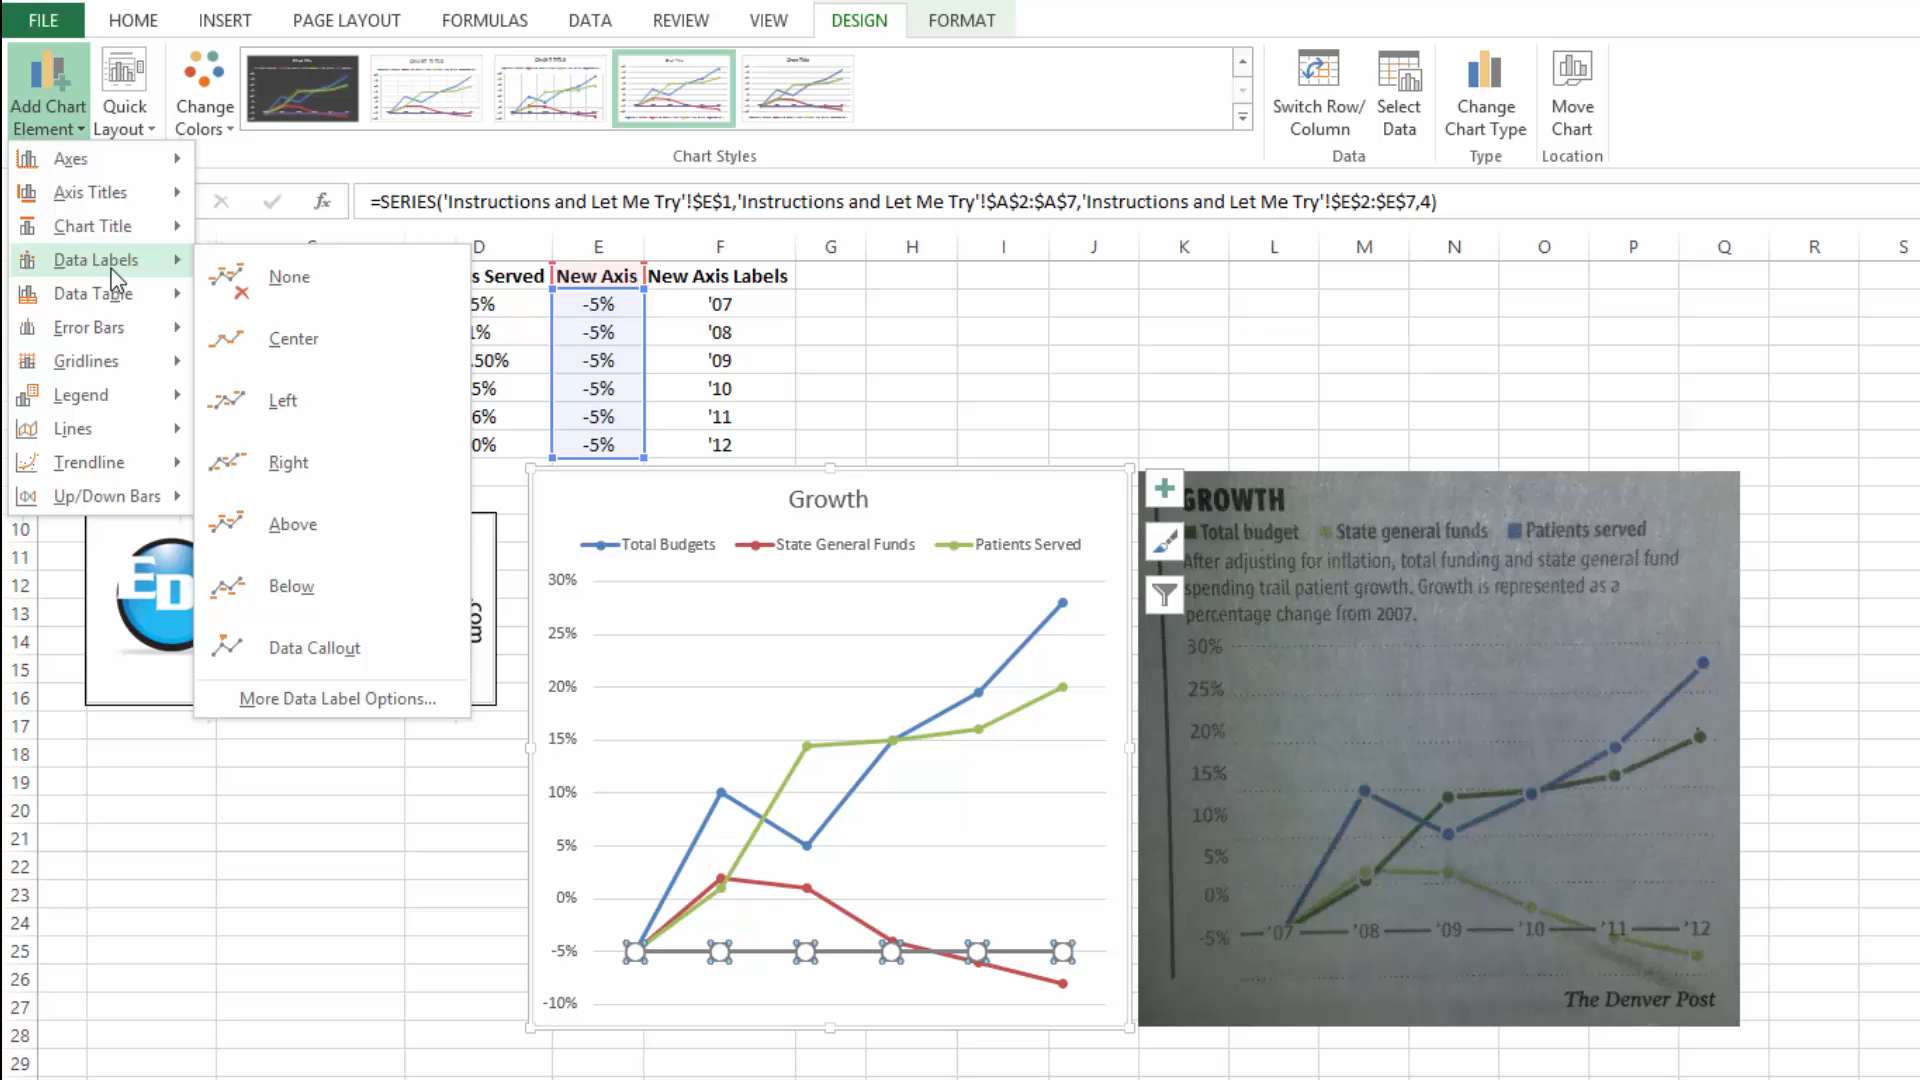 FILE HOME INSERT PAGE LAYOUT FORMULAS DATA REVIEW VIEW DESIGN FORMAT
Add Chart Element
Quick Layout
Change Colors
Chart Styles
Switch Row/ Column
Select Data
Data
Change Chart Type
Type
Move Chart
Location
Axes
Axis Titles
Chart Title
Data Labels
Data Table
Error Bars
Gridlines
Legend
Lines
Trendline
Up/Down Bars
None
Center
Left
Right
Above
Below
Data Callout
More Data Label Options...
fx =SERIES('Instructions and Let Me Try'!$E$1,'Instructions and Let Me Try'!$A$2:$A$7,'Instructions and Let Me Try'!$E$2:$E$7,4)
D E F G H I J K L M N O P Q R S
s Served New Axis New Axis Labels
5% -5% '07
1% -5% '08
.50% -5% '09
5% -5% '10
6% -5% '11
0% -5% '12
10
11
12
13
14
15
16
17
18
19
20
21
22
23
24
25
26
27
28
29
ED
com
Growth
Total Budgets State General Funds Patients Served
30%
25%
20%
15%
10%
5%
0%
-5%
-10%
GROWTH
Total budget State general funds Patients served
After adjusting for inflation, total funding and state general fund
spending trail patient growth. Growth is represented as a
percentage change from 2007.
30%
25%
20%
15%
10%
5%
0%
-5% '07 '08 '09 '10 '11 '12
The Denver Post